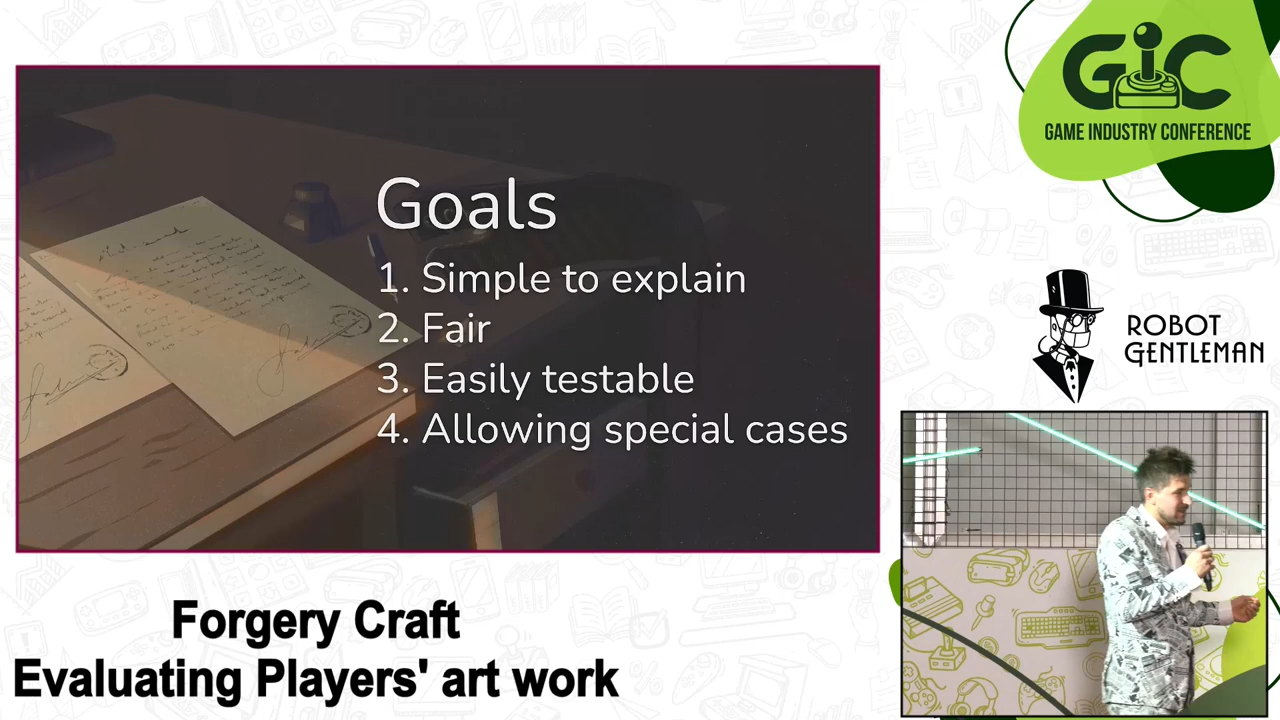 GIC
GAME INDUSTRY CONFERENCE
Goals
1. Simple to explain
2. Fair
3. Easily testable
4. Allowing special cases
ROBOT
GENTLEMAN
Forgery Craft
Evaluating Players' art work